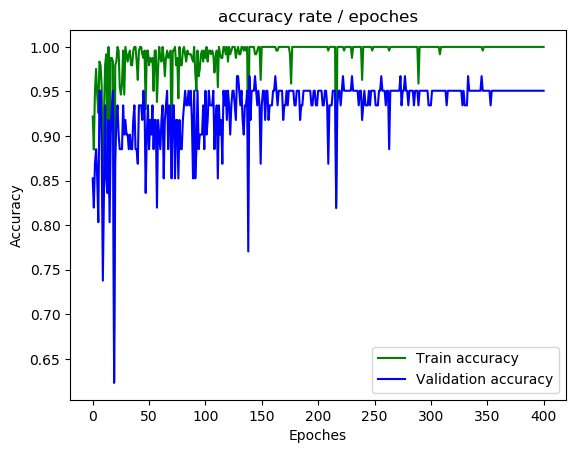 accuracy rate / epoches
1.00
0.95
0.90
0.85
0.80
0.75
0.70
0.65
Accuracy
Train accuracy
Validation accuracy
0 50 100 150 200 250 300 350 400
Epoches